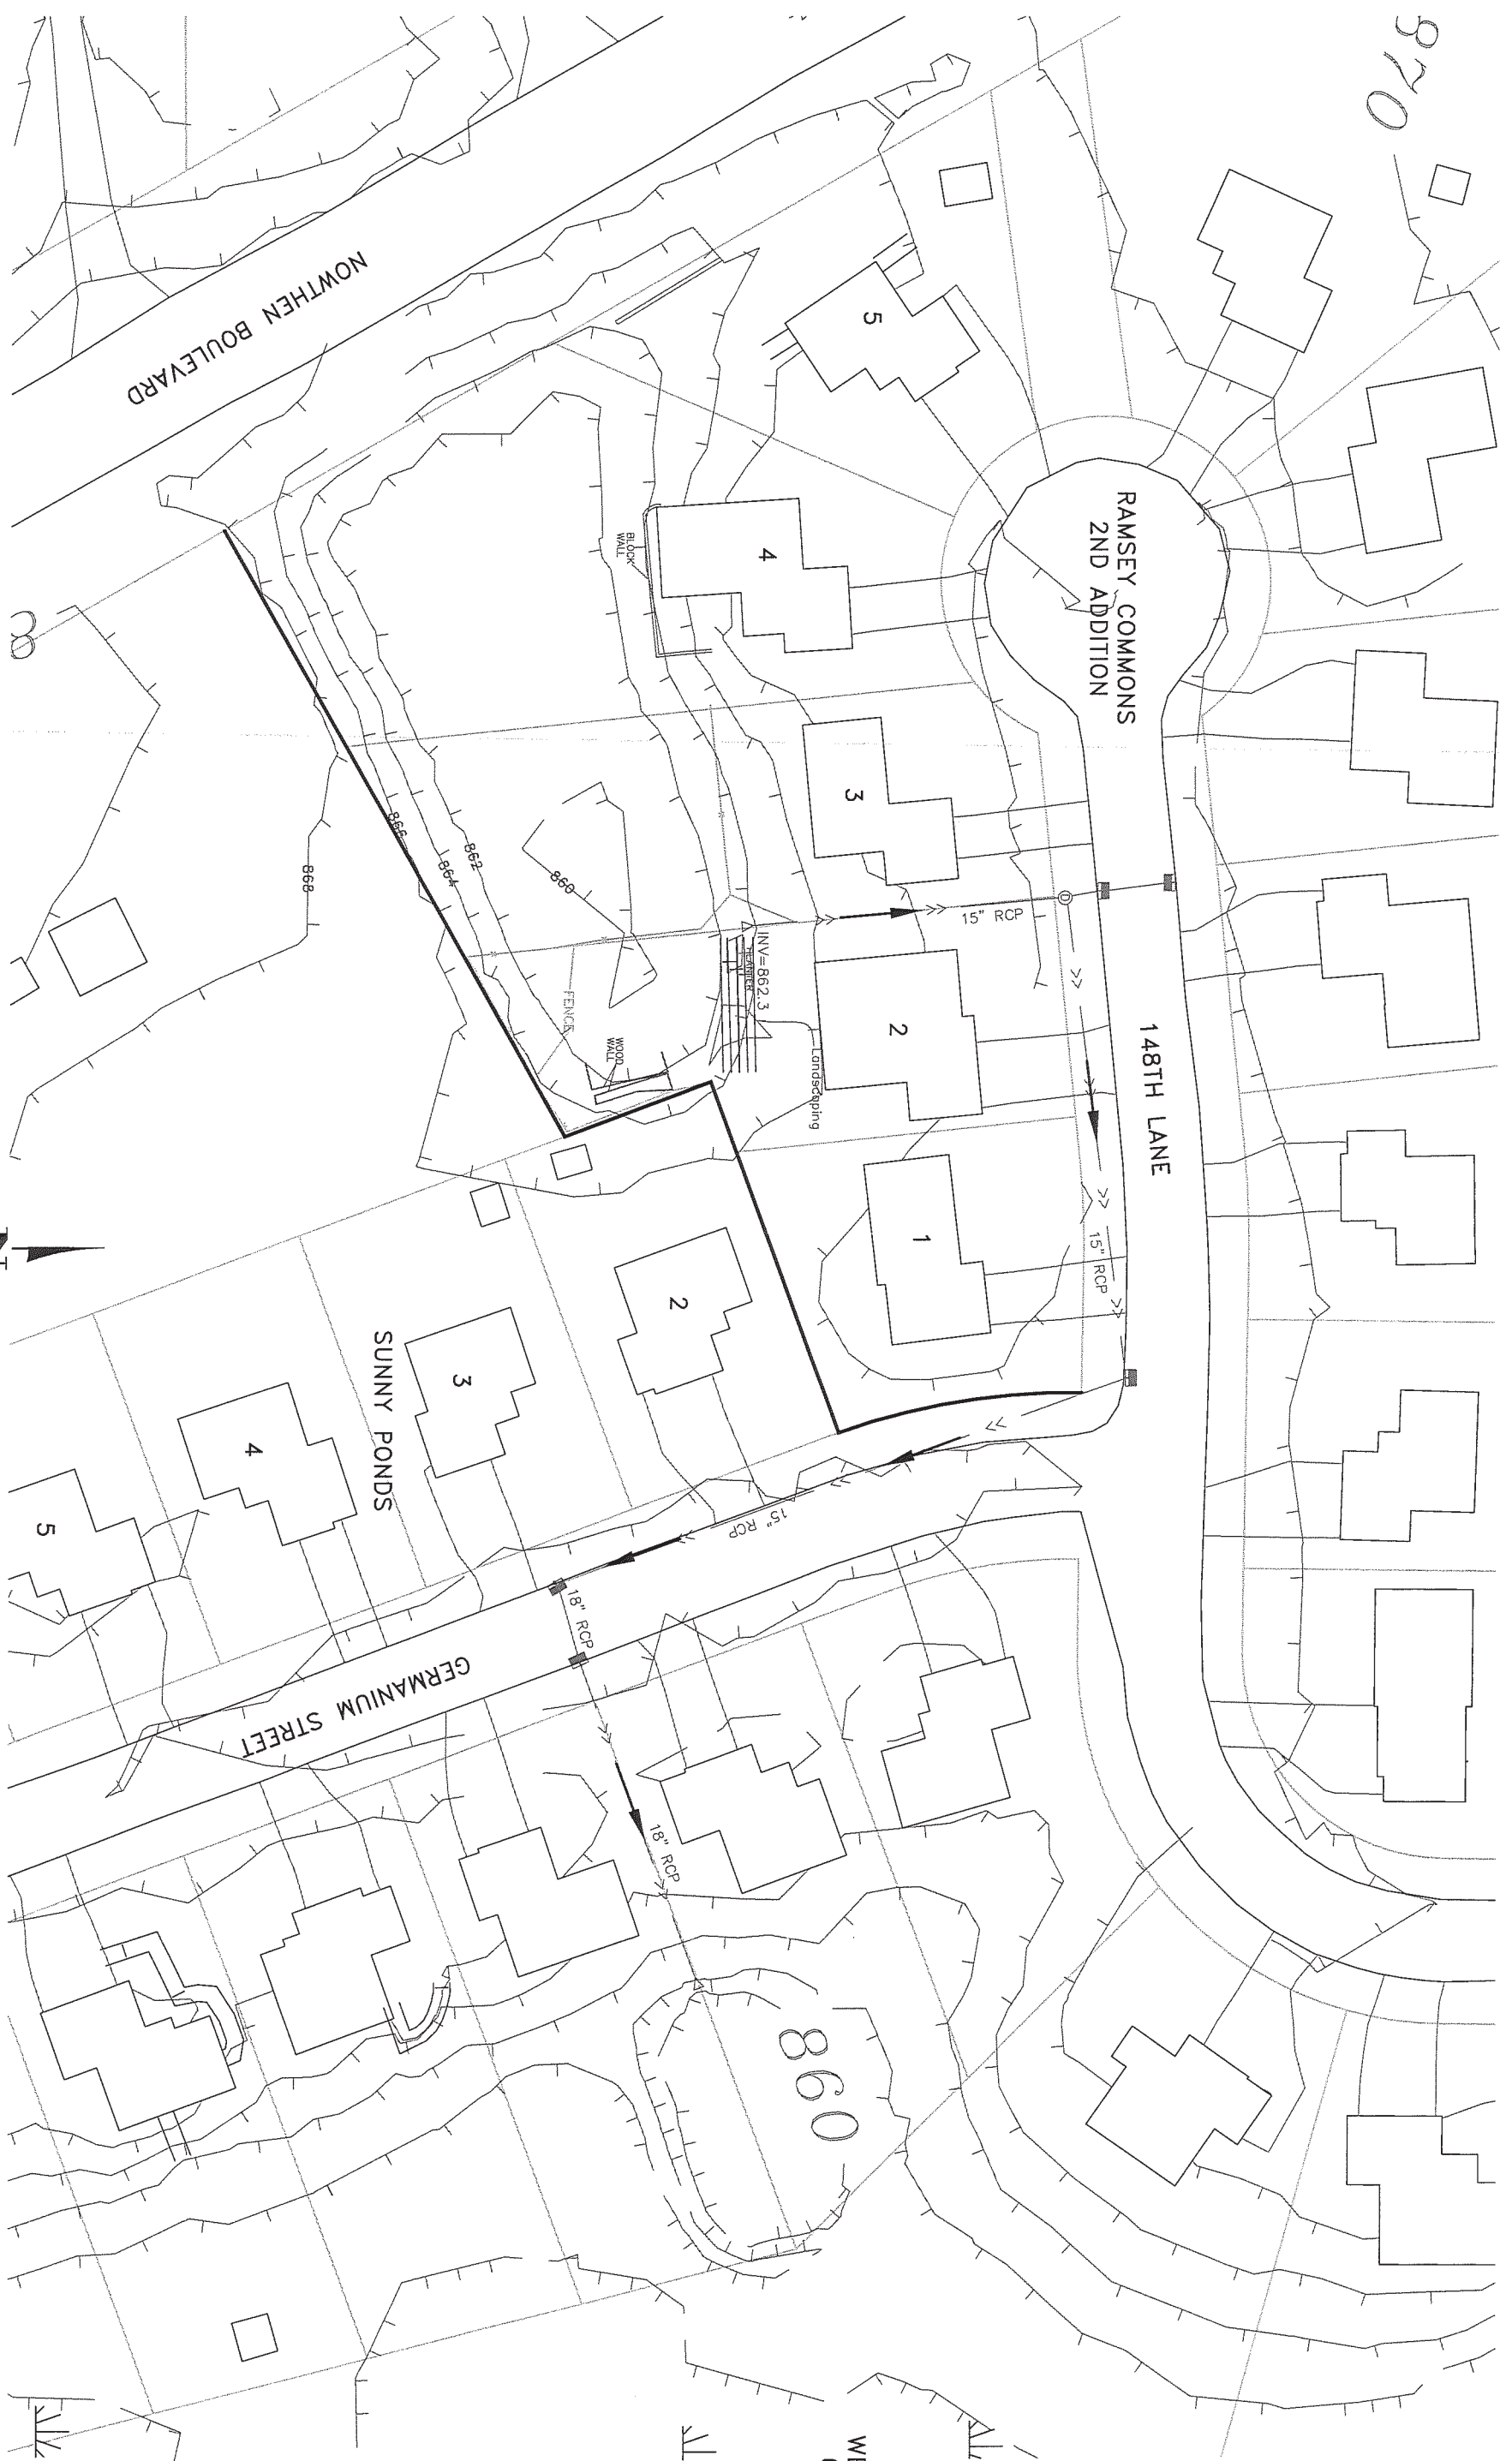 870
NOWTHEN BOULEVARD
RAMSEY COMMONS
2ND ADDITION
5
4
BLOCK
WALL
3
15" RCP
148TH LANE
2
INV=862.3
PLANTER
Landscaping
1
15" RCP
866
864
862
860
868
FENCE
WOOD
WALL
8
SUNNY PONDS
2
3
4
5
15" RCP
18" RCP
GERMANIUM STREET
18" RCP
860